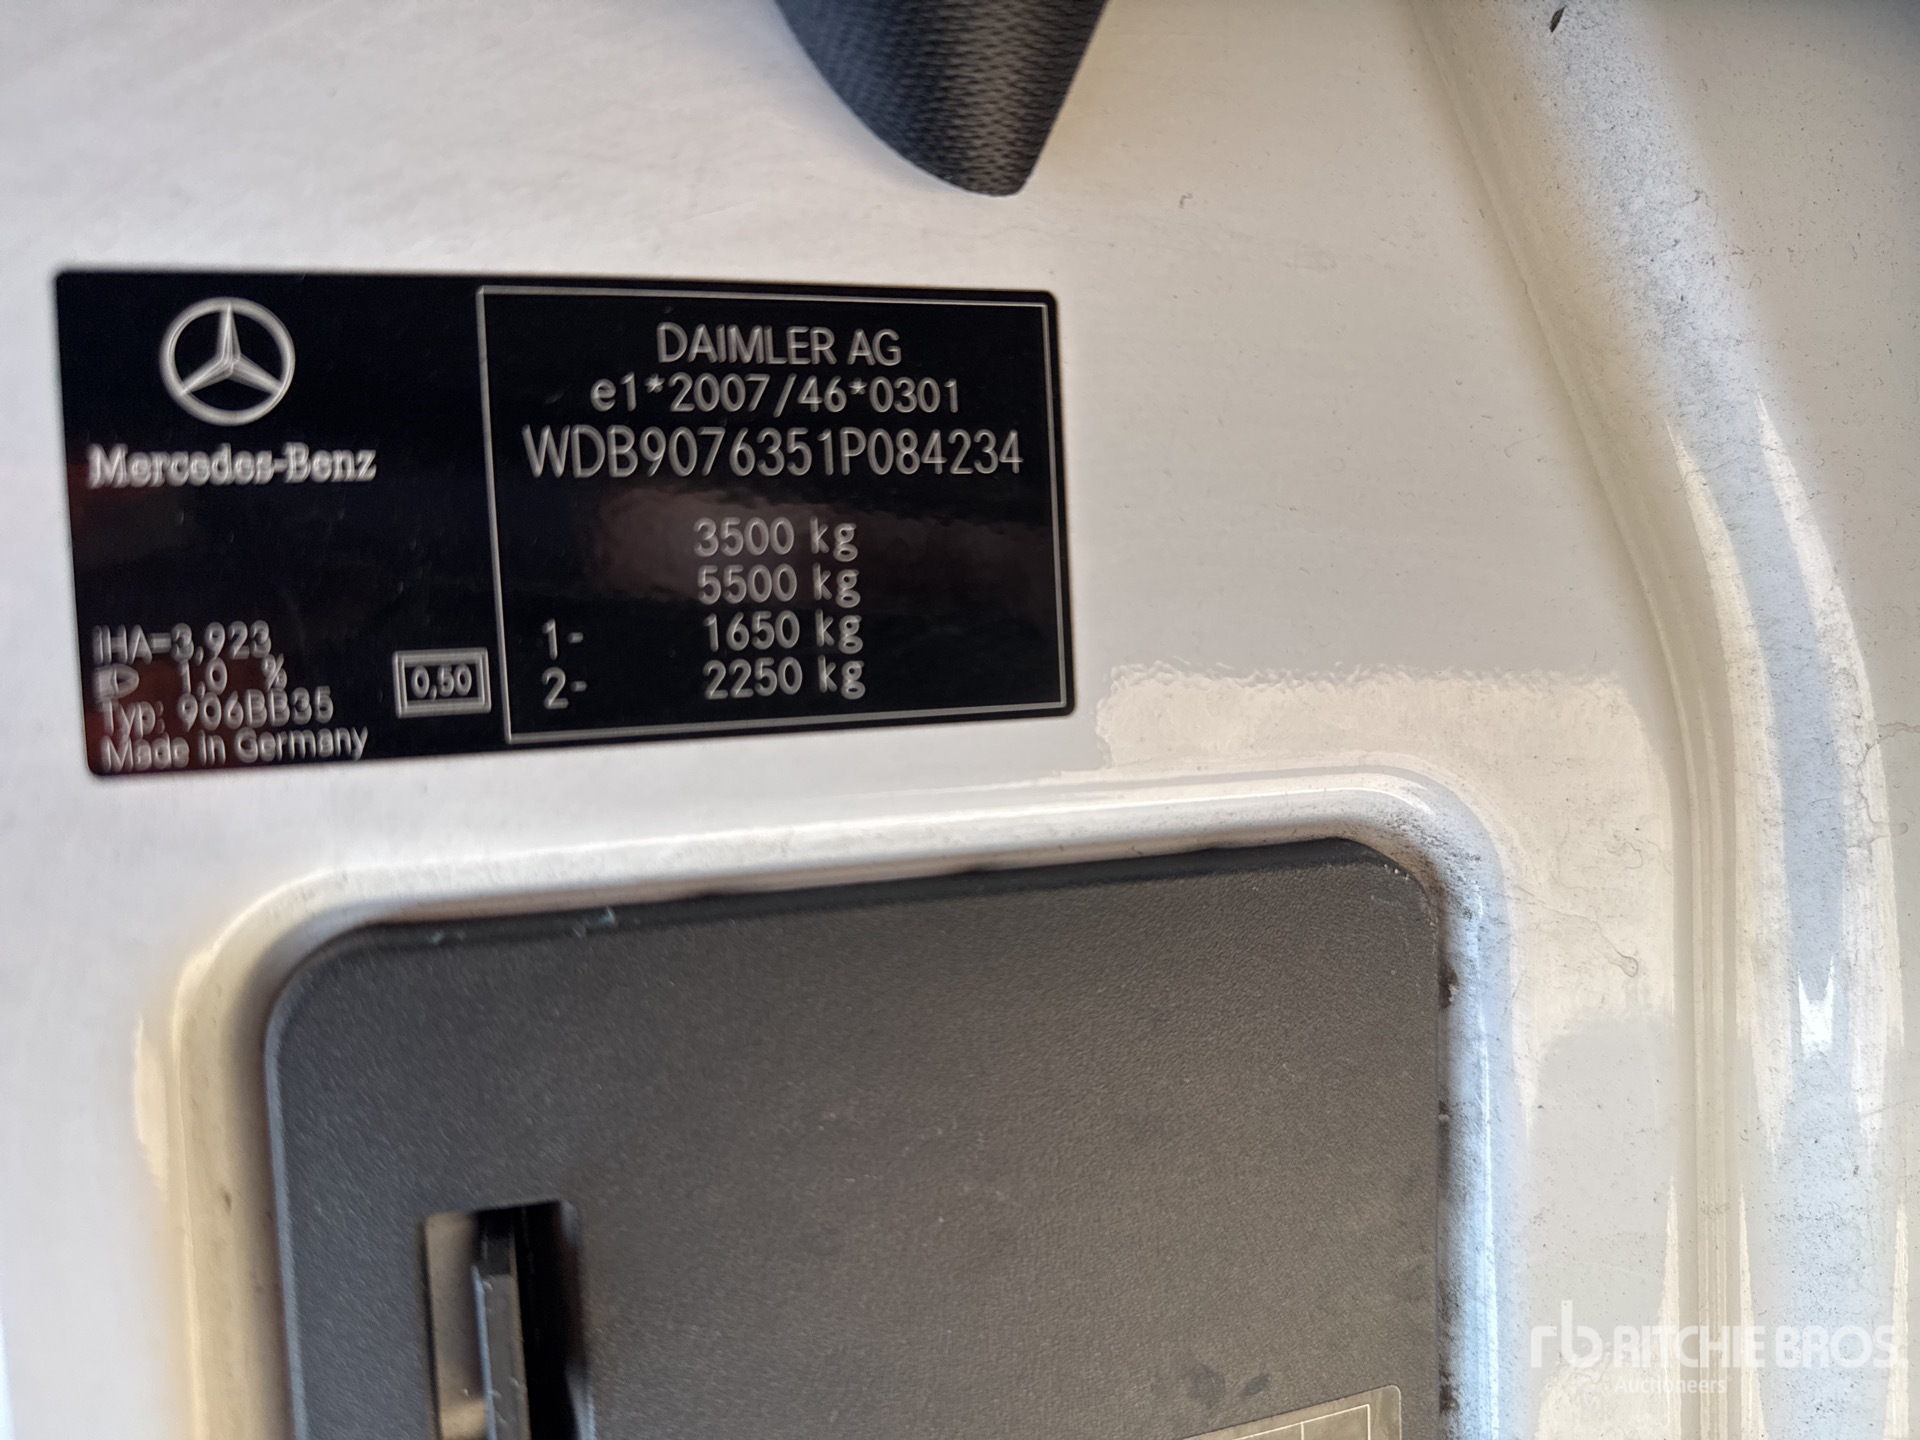 Mercedes-Benz
IHA=3,923
1,0 %
Typ: 906BB35
Made in Germany
0,50
DAIMLER AG
e1*2007/46*0301
WDB9076351P084234
3500 kg
5500 kg
1- 1650 kg
2- 2250 kg
rb RITCHIE BROS.
Auctioneers